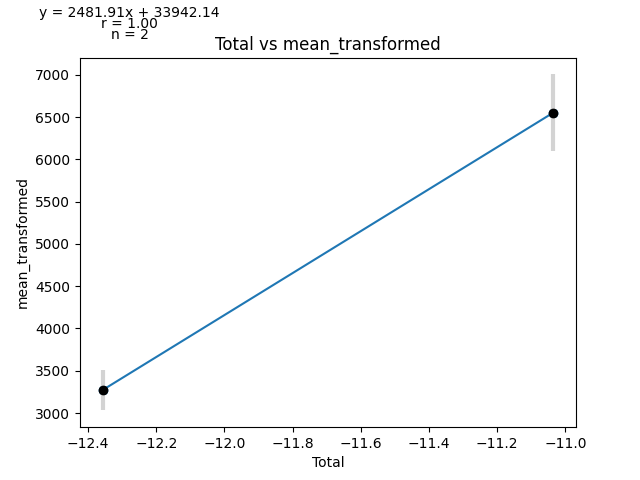 y = 2481.91x + 33942.14
r = 1.00
n = 2
Total vs mean_transformed
7000
6500
6000
5500
5000
4500
4000
3500
3000
mean_transformed
−12.4 −12.2 −12.0 −11.8 −11.6 −11.4 −11.2 −11.0
Total